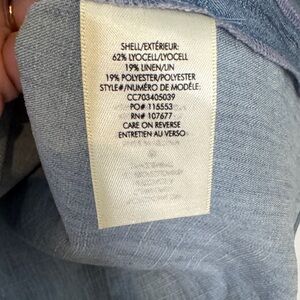 SHELL/EXTÉRIEUR:
62% LYOCELL/LYOCELL
19% LINEN/LIN
19% POLYESTER/POLYESTER
STYLE#/NUMÉRO DE MODÈLE:
CC703405039
PO# 115553
RN# 107677
CARE ON REVERSE
ENTRETIEN AU VERSO